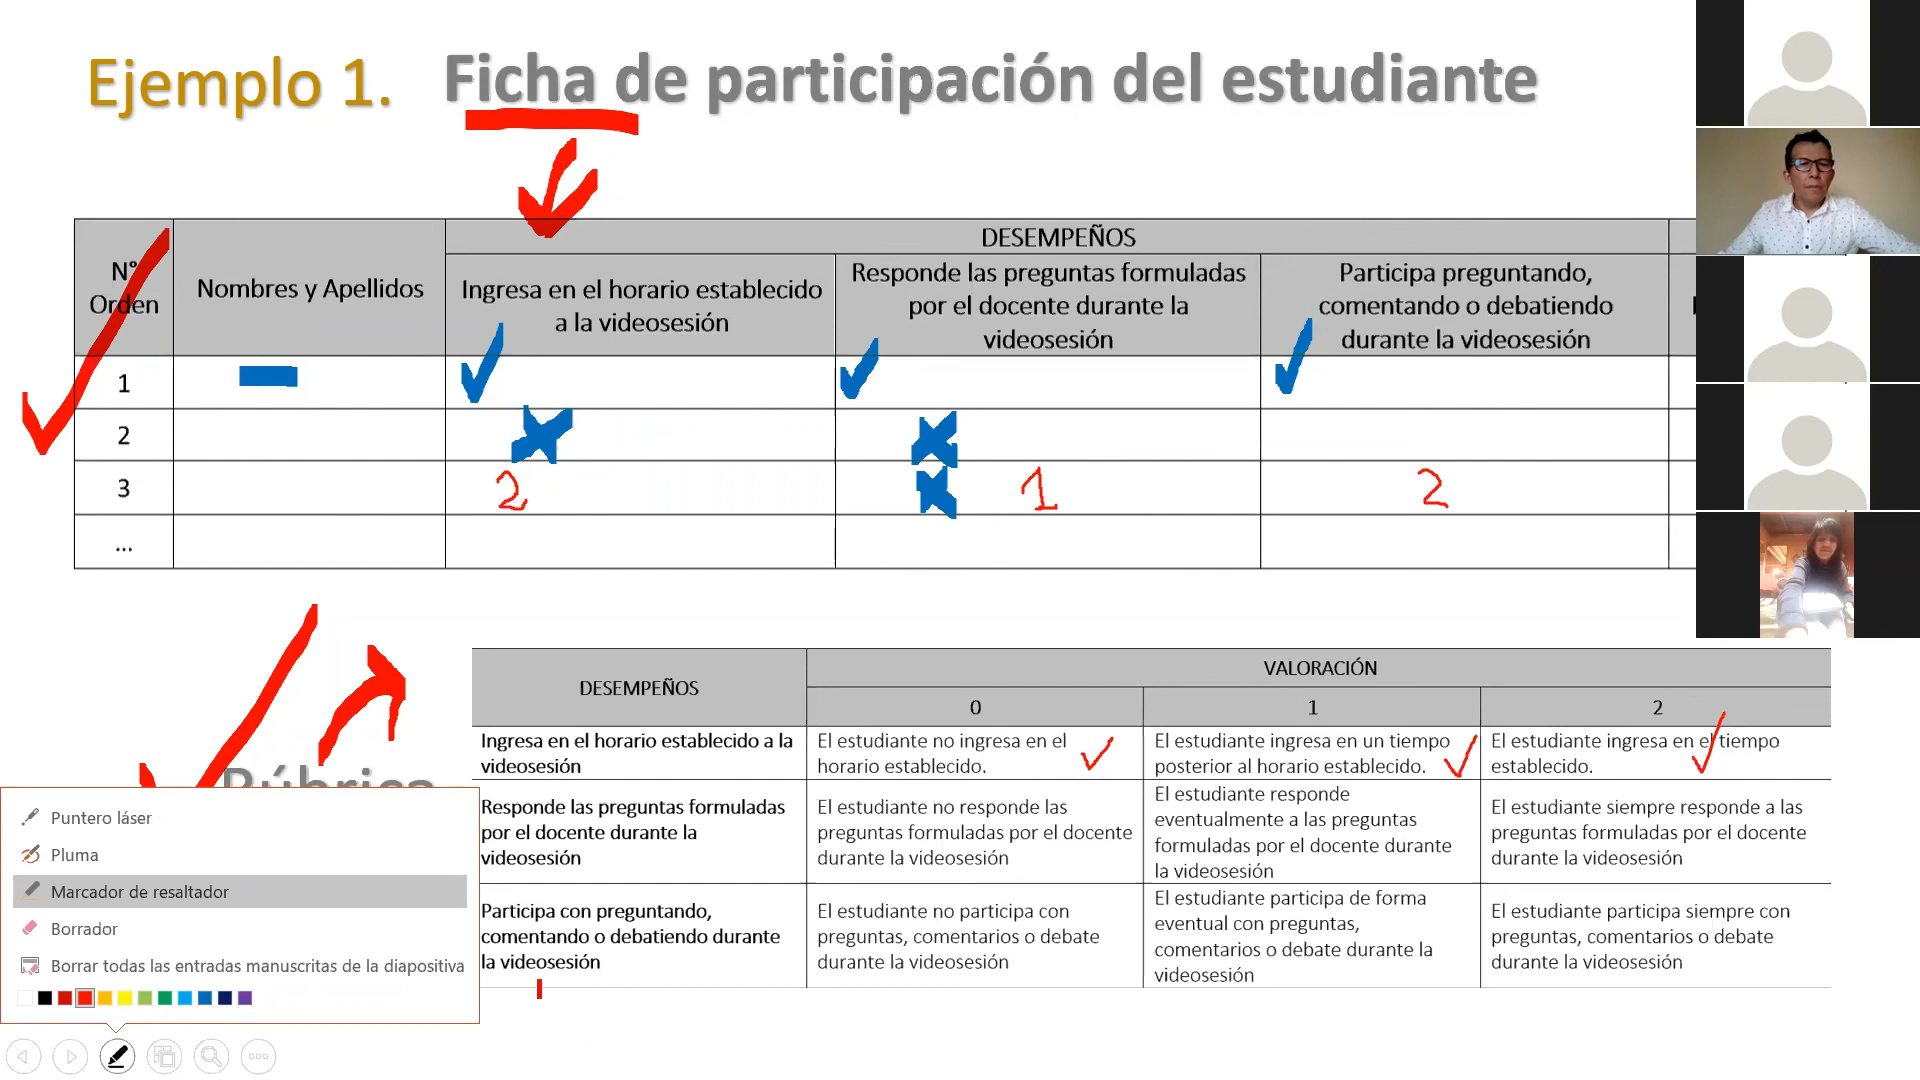 Ejemplo 1. Ficha de participación del estudiante
DESEMPEÑOS
N°
Orden
Nombres y Apellidos
Ingresa en el horario establecido
a la videosesión
Responde las preguntas formuladas
por el docente durante la
videosesión
Participa preguntando,
comentando o debatiendo
durante la videosesión
1
2
3 2 1 2
...
Rúbrica
DESEMPEÑOS
VALORACIÓN
0 1 2
Ingresa en el horario establecido a la
videosesión
El estudiante no ingresa en el
horario establecido.
El estudiante ingresa en un tiempo
posterior al horario establecido.
El estudiante ingresa en el tiempo
establecido.
Responde las preguntas formuladas
por el docente durante la
videosesión
El estudiante no responde las
preguntas formuladas por el docente
durante la videosesión
El estudiante responde
eventualmente a las preguntas
formuladas por el docente durante
la videosesión
El estudiante siempre responde a las
preguntas formuladas por el docente
durante la videosesión
Participa con preguntando,
comentando o debatiendo durante
la videosesión
El estudiante no participa con
preguntas, comentarios o debate
durante la videosesión
El estudiante participa de forma
eventual con preguntas,
comentarios o debate durante la
videosesión
El estudiante participa siempre con
preguntas, comentarios o debate
durante la videosesión
Puntero láser
Pluma
Marcador de resaltador
Borrador
Borrar todas las entradas manuscritas de la diapositiva